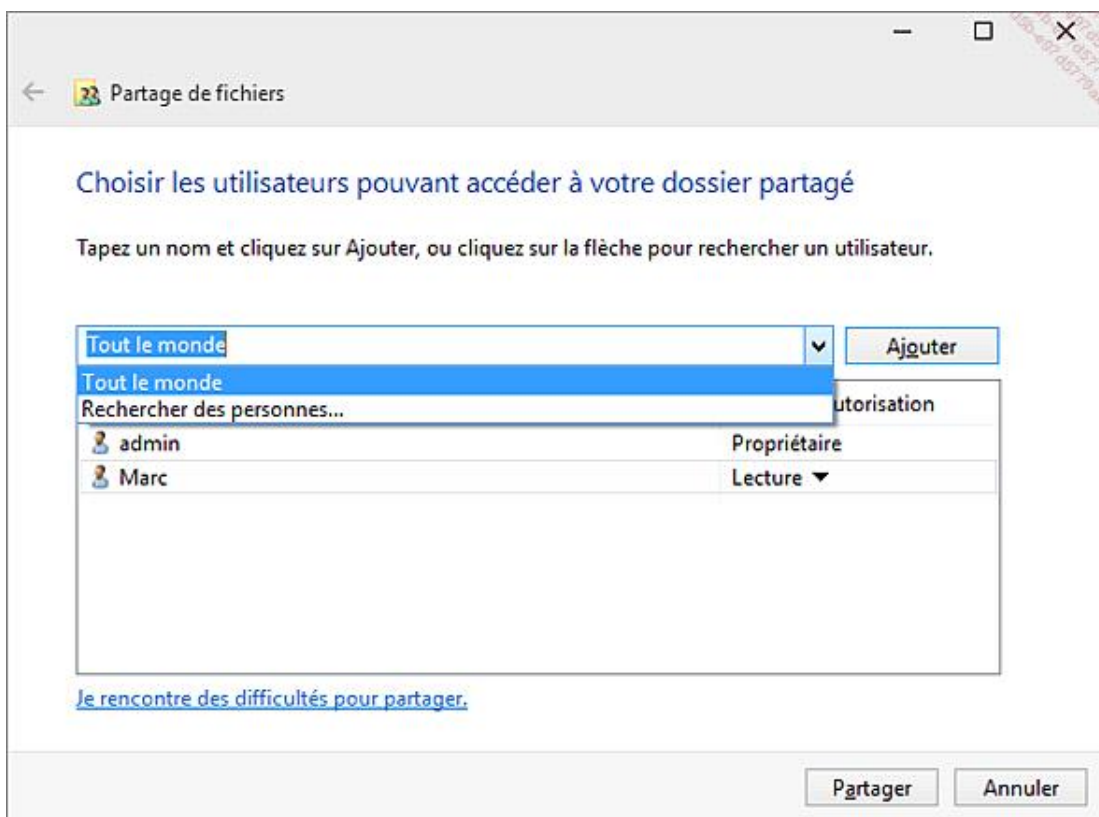 Partage de fichiers
Choisir les utilisateurs pouvant accéder à votre dossier partagé
Tapez un nom et cliquez sur Ajouter, ou cliquez sur la flèche pour rechercher un utilisateur.
Tout le monde Ajouter
Tout le monde
Rechercher des personnes... utorisation
admin Propriétaire
Marc Lecture
Je rencontre des difficultés pour partager.
Partager Annuler